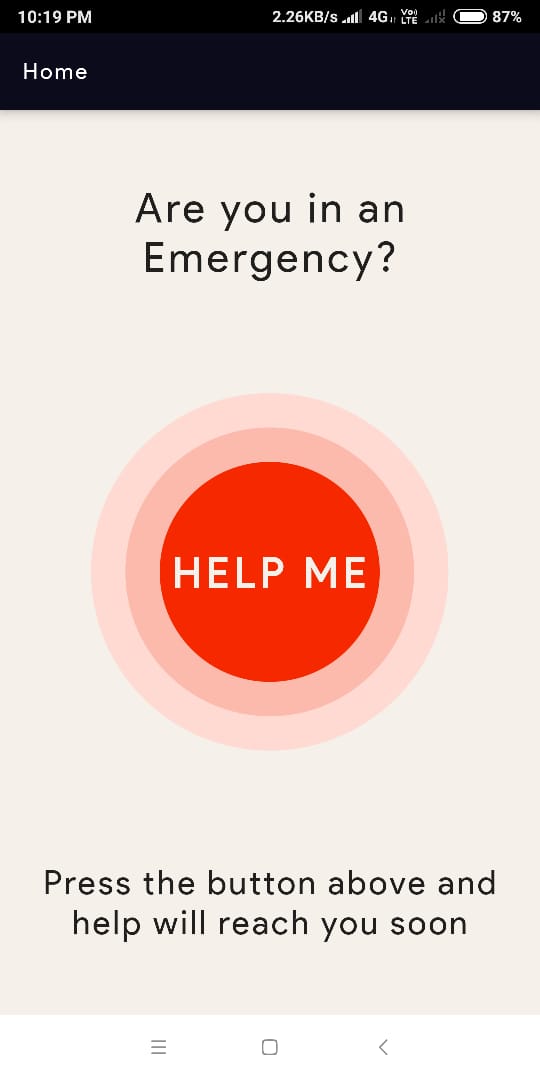 10:19 PM 2.26KB/s 4G Vo) LTE 87%
Home
Are you in an
Emergency?
HELP ME
Press the button above and
help will reach you soon